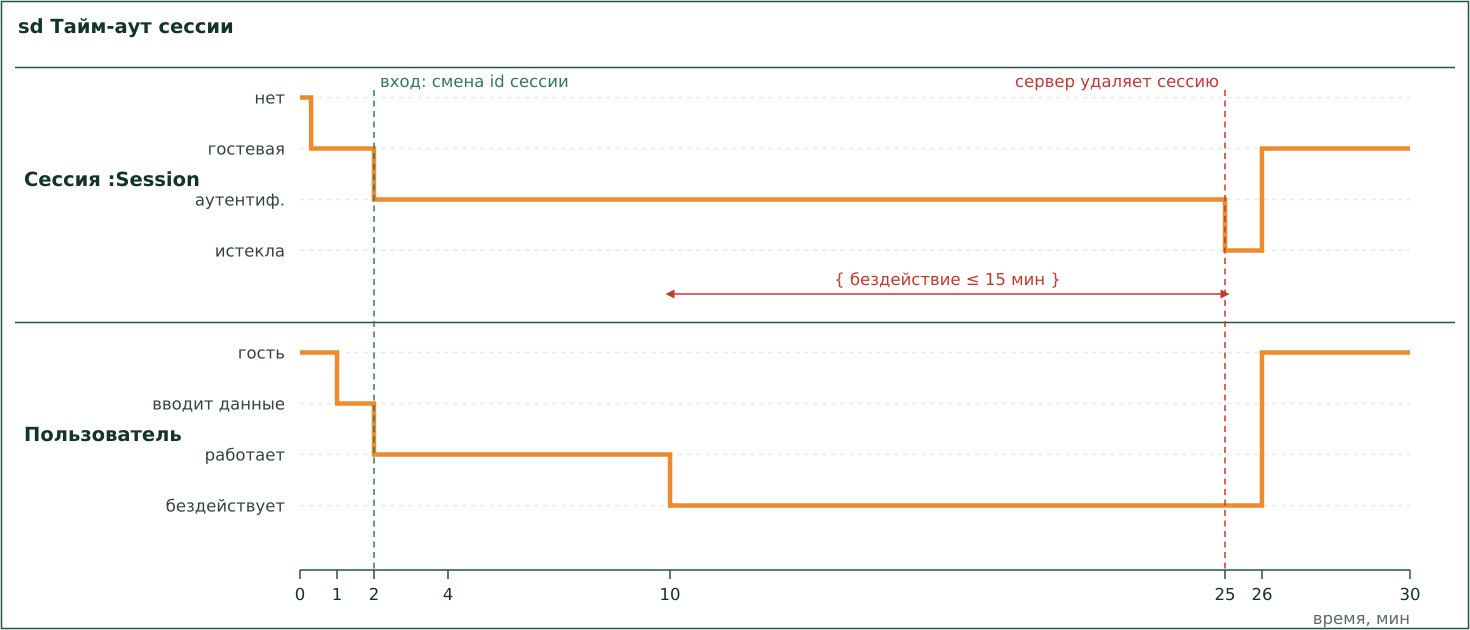 sd Тайм-аут сессии
вход: смена id сессии
сервер удаляет сессию
нет
гостевая
Сессия :Session
аутентиф.
истекла
{ бездействие ≤ 15 мин }
гость
вводит данные
Пользователь
работает
бездействует
0 1 2 4 10 25 26 30
время, мин